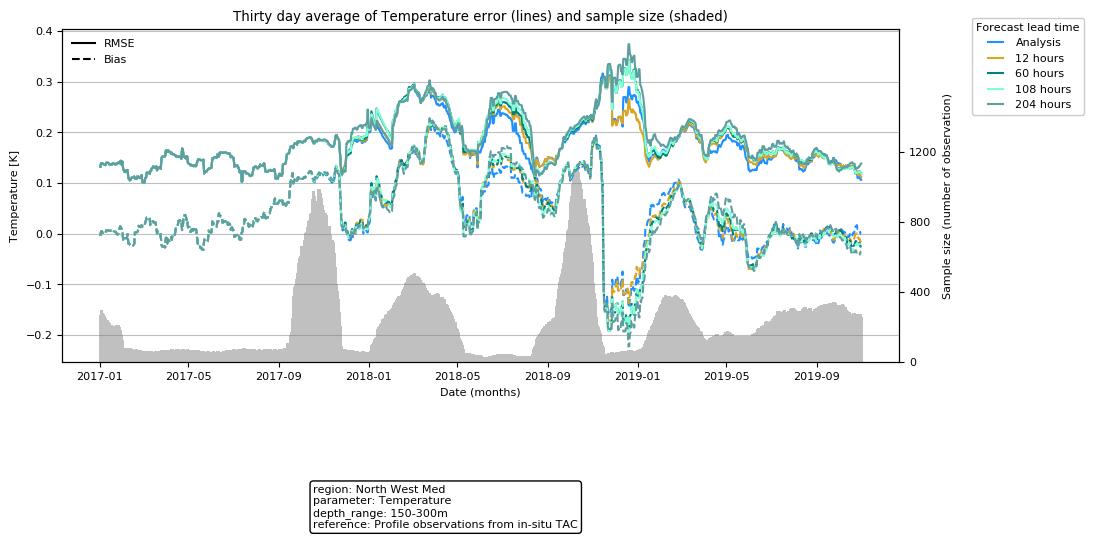 Thirty day average of Temperature error (lines) and sample size (shaded)
Forecast lead time
Analysis
12 hours
60 hours
108 hours
204 hours
RMSE
Bias
Temperature [K]
0.4
0.3
0.2
0.1
0.0
−0.1
−0.2
Sample size (number of observation)
1200
800
400
0
2017-01
2017-05
2017-09
2018-01
2018-05
2018-09
2019-01
2019-05
2019-09
Date (months)
region: North West Med
parameter: Temperature
depth_range: 150-300m
reference: Profile observations from in-situ TAC